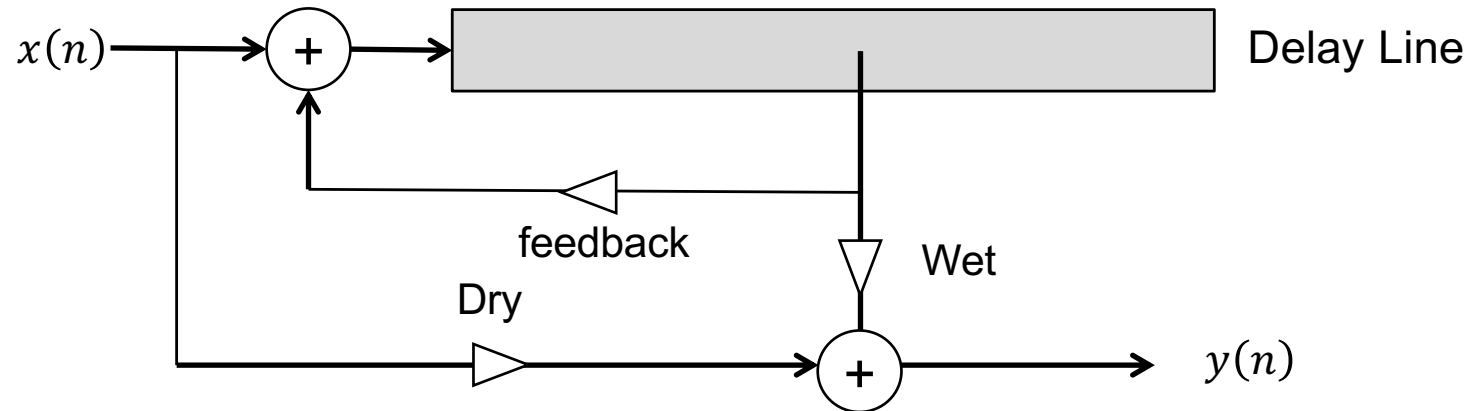 x(n)
+
Delay Line
feedback
Wet
Dry
+
y(n)